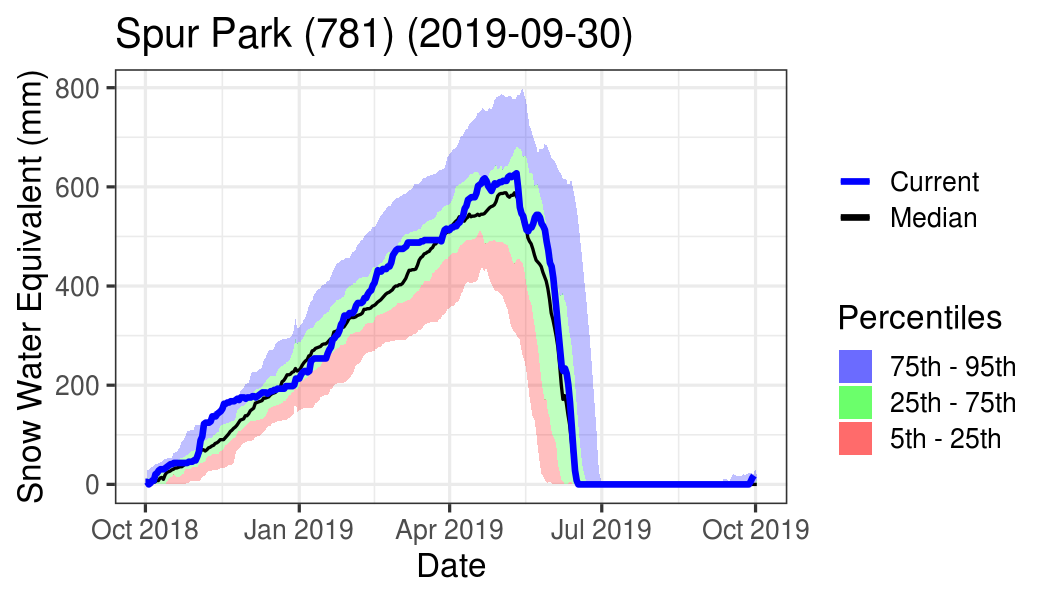 Spur Park (781) (2019-09-30)
Snow Water Equivalent (mm)
800
600
400
200
0
Oct 2018 Jan 2019 Apr 2019 Jul 2019 Oct 2019
Date
Current
Median
Percentiles
75th - 95th
25th - 75th
5th - 25th